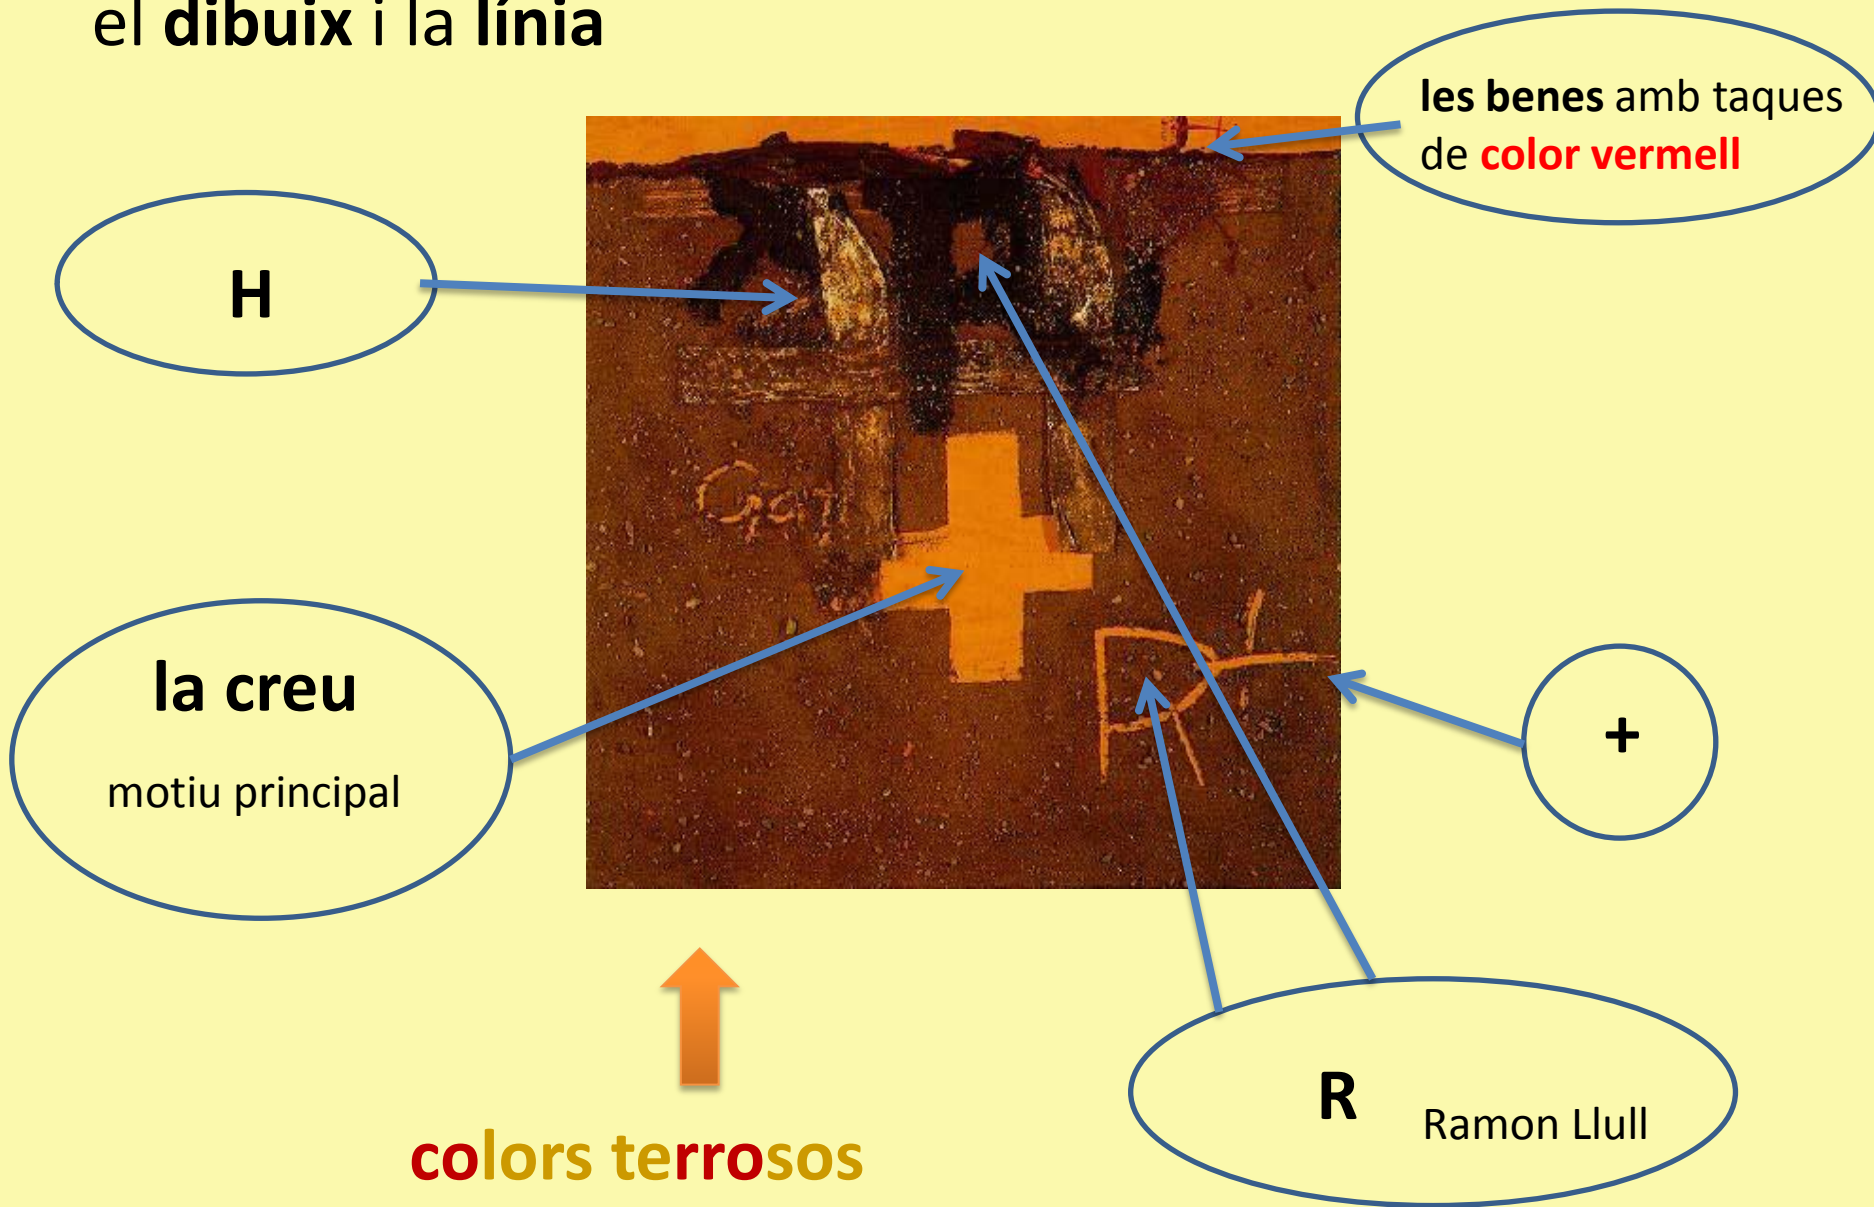 el dibuix i la línia
les benes amb taques
de color vermell
H
la creu
motiu principal
+
R
Ramon Llull
colors terrosos